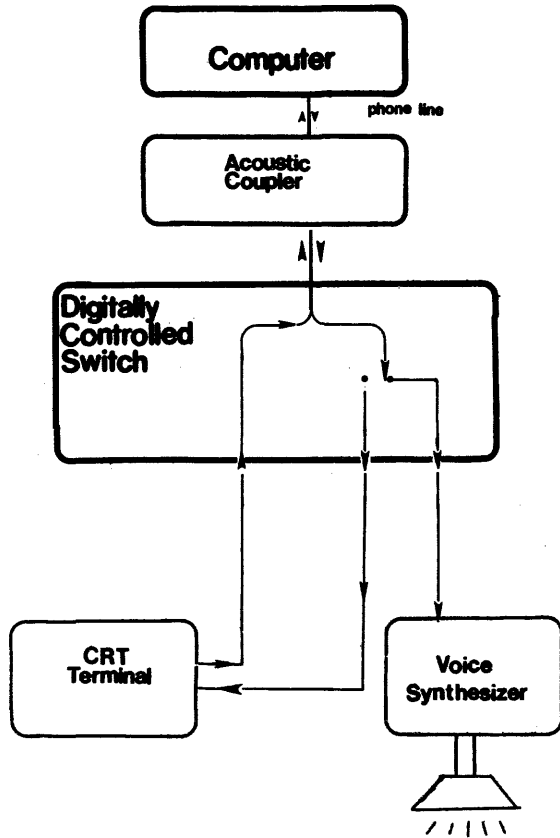 Computer
phone line
Acoustic
Coupler
Digitally
Controlled
Switch
CRT
Terminal
Voice
Synthesizer